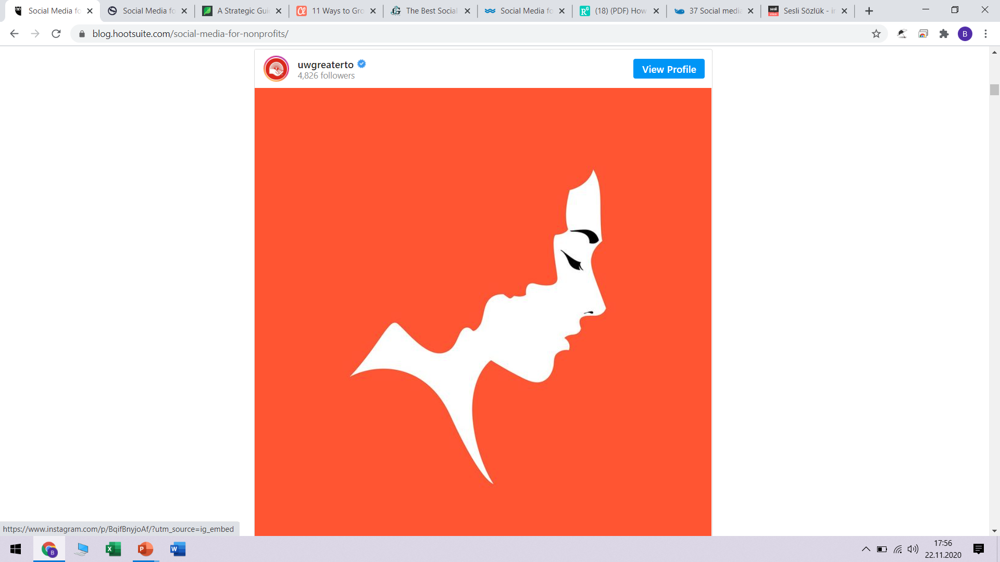 Social Media fo
Social Media fo
A Strategic Gui
11 Ways to Gro
The Best Social
Social Media fo
(18) (PDF) How
37 Social media
Sesli Sözlük - i
blog.hootsuite.com/social-media-for-nonprofits/
B
uwgreaterto
4,826 followers
View Profile
https://www.instagram.com/p/BqifBnyjoAf/?utm_source=ig_embed
17:56
22.11.2020